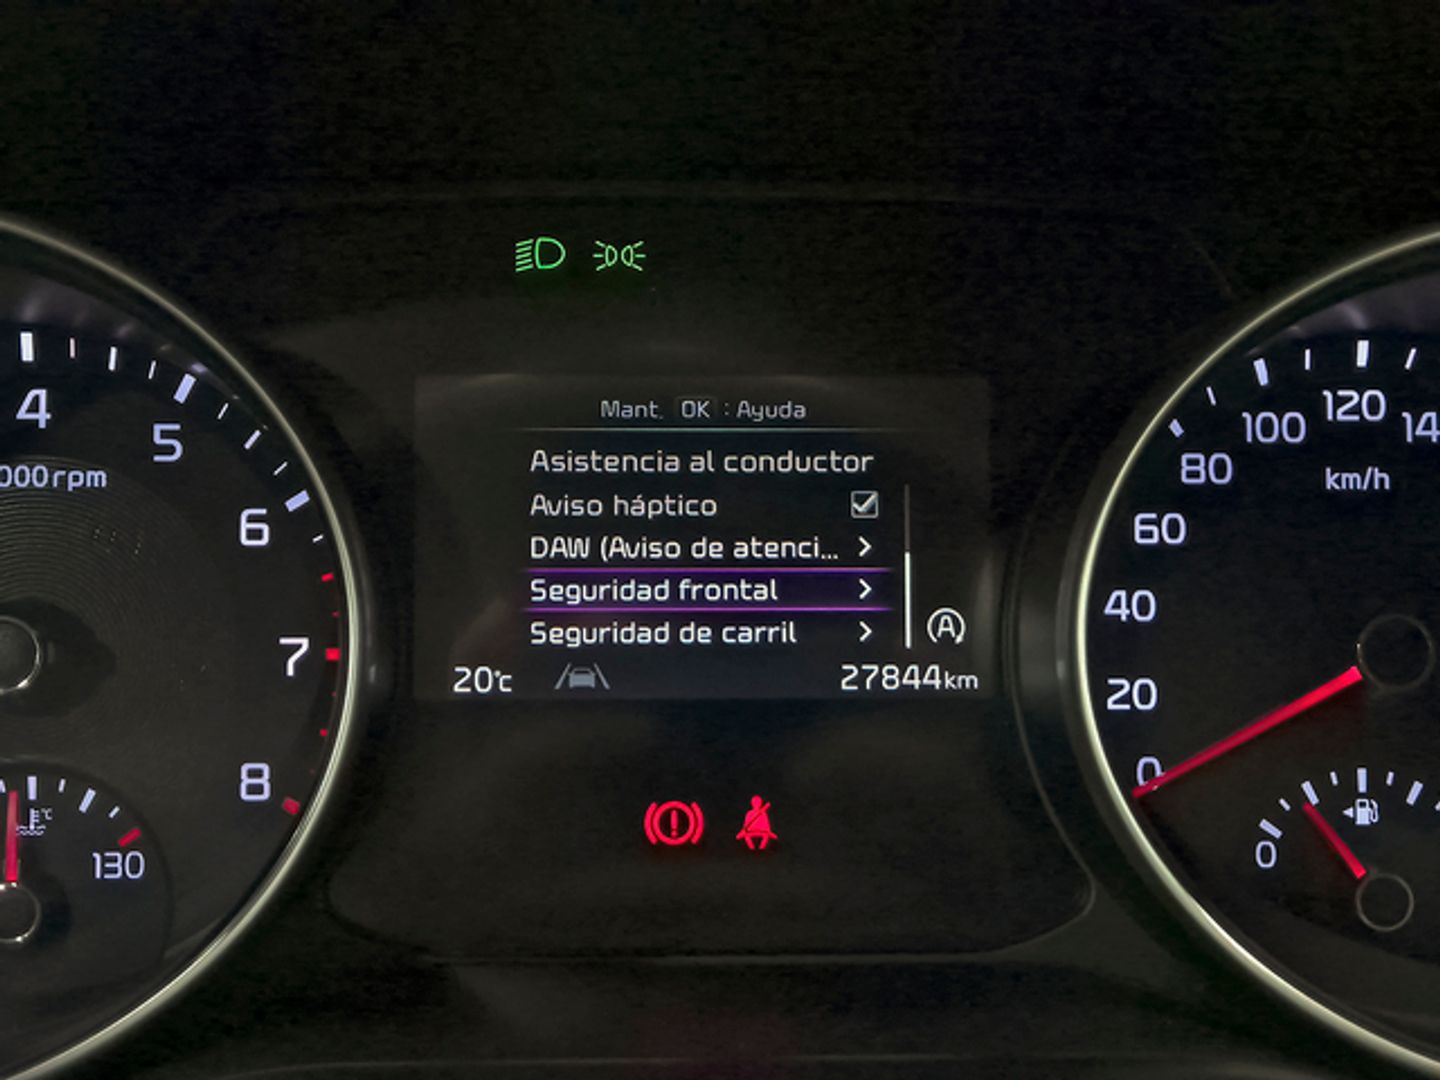 Mant. OK : Ayuda
Asistencia al conductor
Aviso háptico
DAW (Aviso de atenci...
Seguridad frontal
Seguridad de carril
A
20°c
27844km
4
5
6
7
8
000rpm
130
°C
0
20
40
60
80
100
120
14
km/h
0